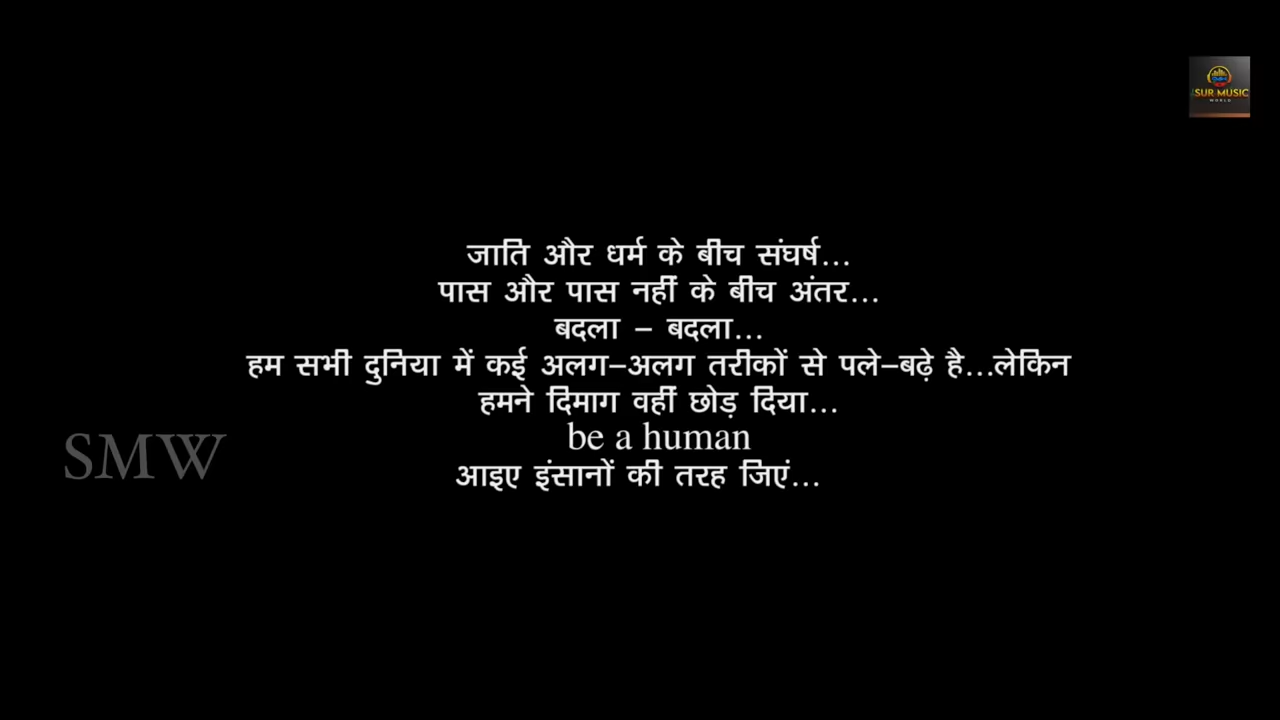 SUR MUSIC
WORLD
जाति और धर्म के बीच संघर्ष...
पास और पास नहीं के बीच अंतर...
बदला – बदला...
हम सभी दुनिया में कई अलग–अलग तरीकों से पले–बढ़े है...लेकिन
हमने दिमाग वहीं छोड़ दिया...
be a human
SMW
आइए इंसानों की तरह जिएं...